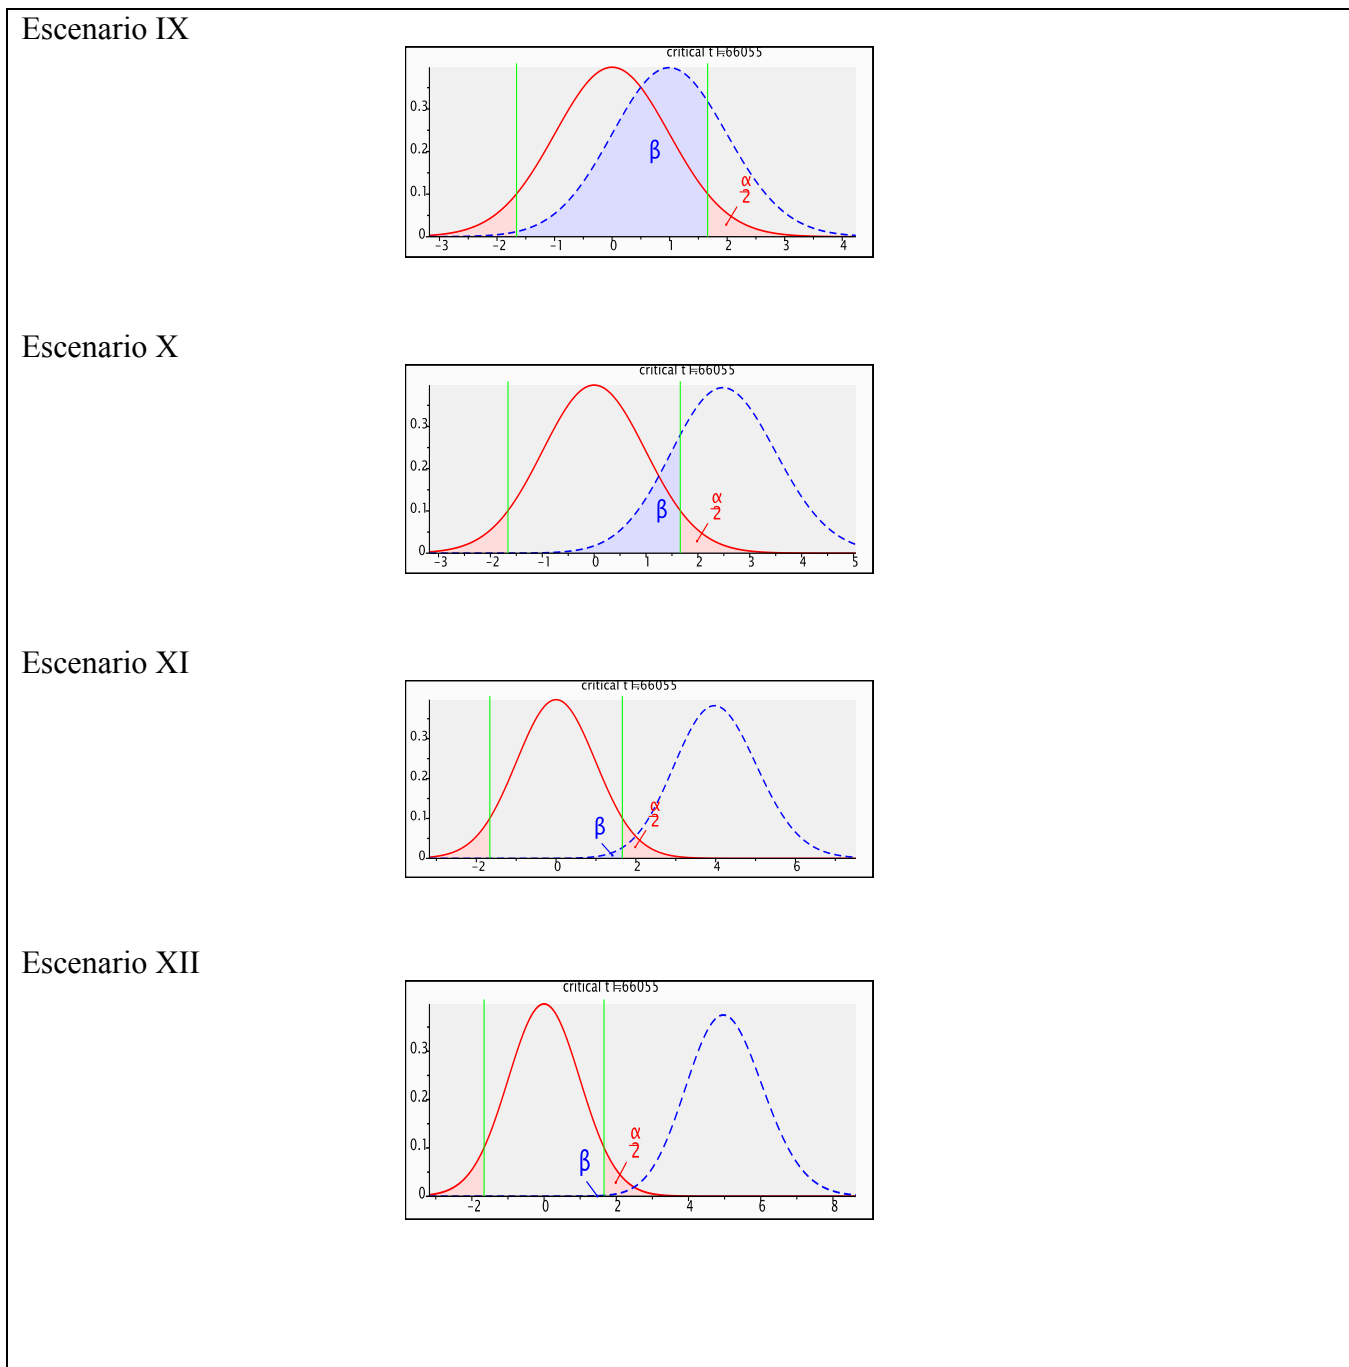 Escenario IX
critical t =66055
0.3
0.2
0.1
0
β
α
2
-3 -2 -1 0 1 2 3 4
Escenario X
critical t =66055
0.3
0.2
0.1
0
β
α
2
-3 -2 -1 0 1 2 3 4 5
Escenario XI
critical t =66055
0.3
0.2
0.1
0
β
α
2
-2 0 2 4 6
Escenario XII
critical t =66055
0.3
0.2
0.1
0
β
α
2
-2 0 2 4 6 8